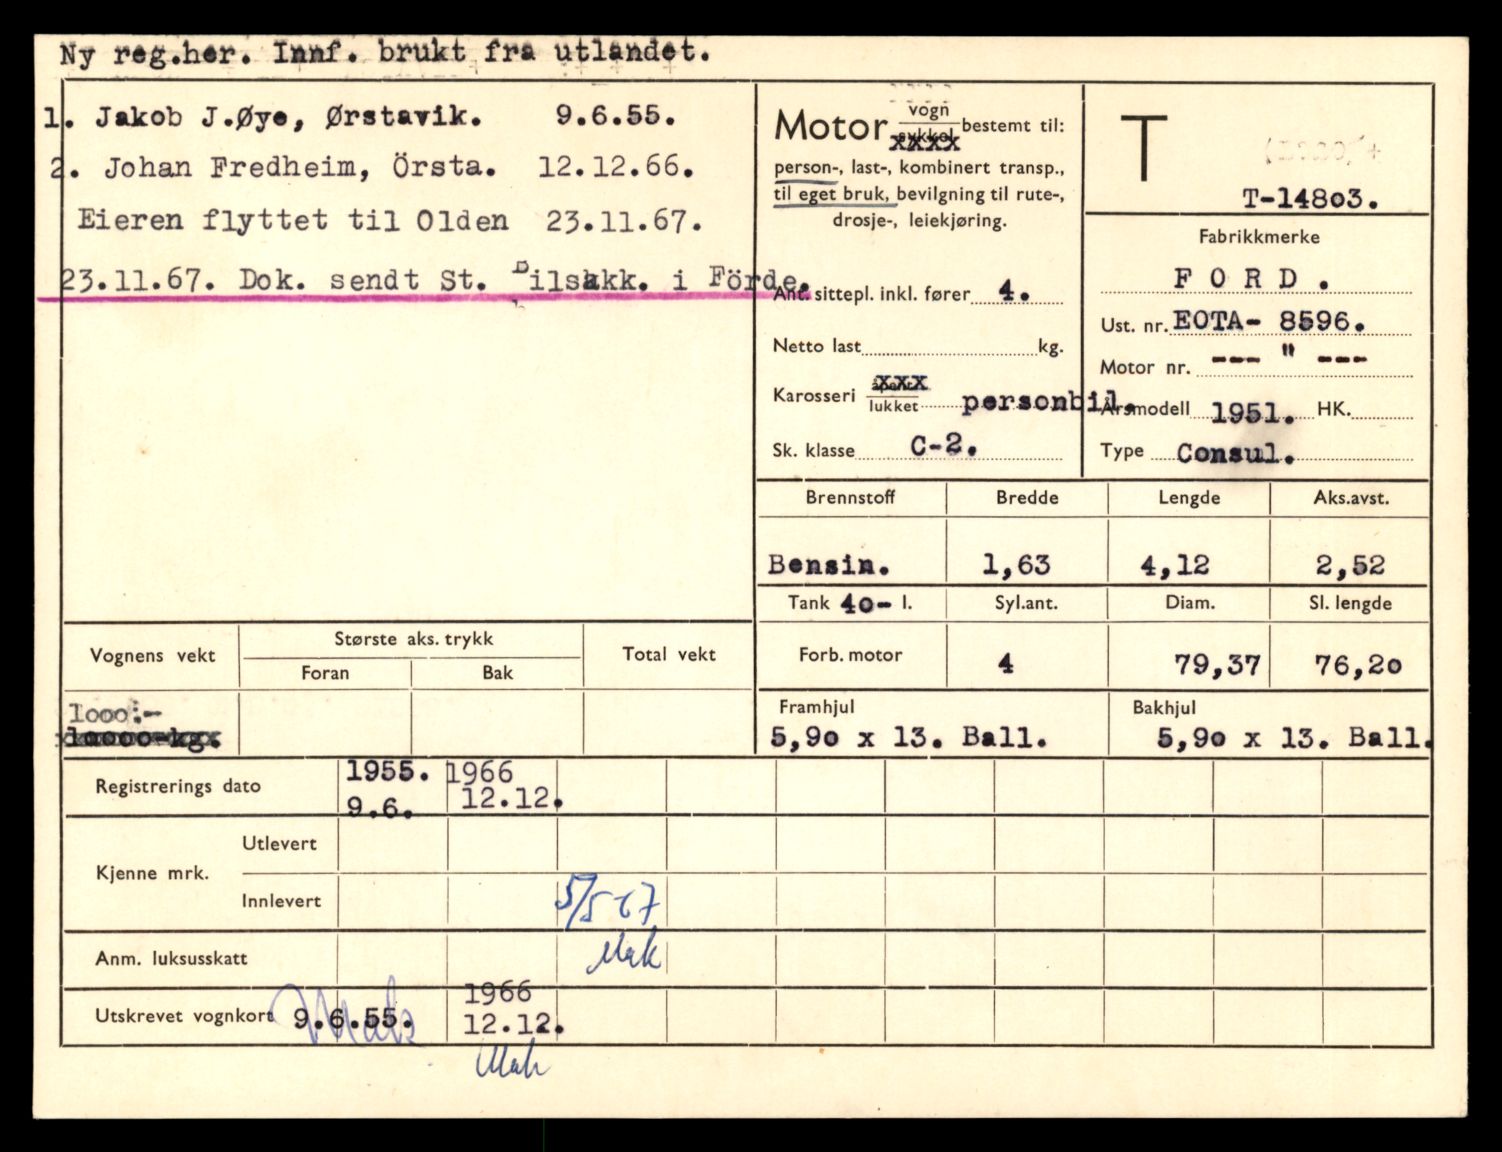 Ny reg.her. Innf. brukt fra utlandet.
1. Jakob J.Øye, Ørstavik. 9.6.55.
2. Johan Fredheim, Örsta. 12.12.66.
Eieren flyttet til Olden 23.11.67.
23.11.67. Dok. sendt St. Bilsakk. i Förde.
Motor vogn bestemt til:
person-, last-, kombinert transp.,
til eget bruk, bevilgning til rute-,
drosje-, leiekjøring.
Ant. sittepl. inkl. fører 4.
Netto last kg.
Karosseri åpent lukket personbil.
Sk. klasse C-2.
T
T-14803.
Fabrikkmerke
FORD.
Ust. nr. EOTA- 8596.
Motor nr. --- " ---
Årsmodell 1951. HK.
Type Consul.
Brennstoff Bredde Lengde Aks.avst.
Bensin. 1,63 4,12 2,52
Tank 40- l. Syl.ant. Diam. Sl. lengde
Forb. motor 4 79,37 76,20
Framhjul Bakhjul
5,90 x 13. Ball. 5,90 x 13. Ball.
Vognens vekt Største aks. trykk Total vekt
Foran Bak
1000:-
10000-kg.
Registrerings dato 1955. 9.6. 1966 12.12.
Kjenne mrk. Utlevert
Innlevert 5/5 67
Anm. luksusskatt
Utskrevet vognkort 9.6.55. 1966 12.12.